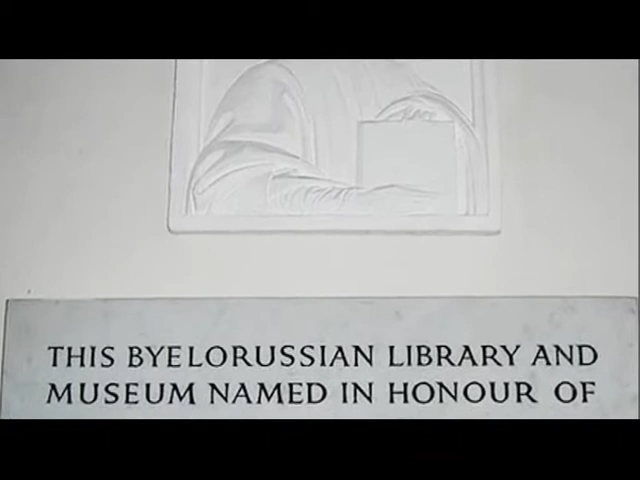 THIS BYELORUSSIAN LIBRARY AND
MUSEUM NAMED IN HONOUR OF